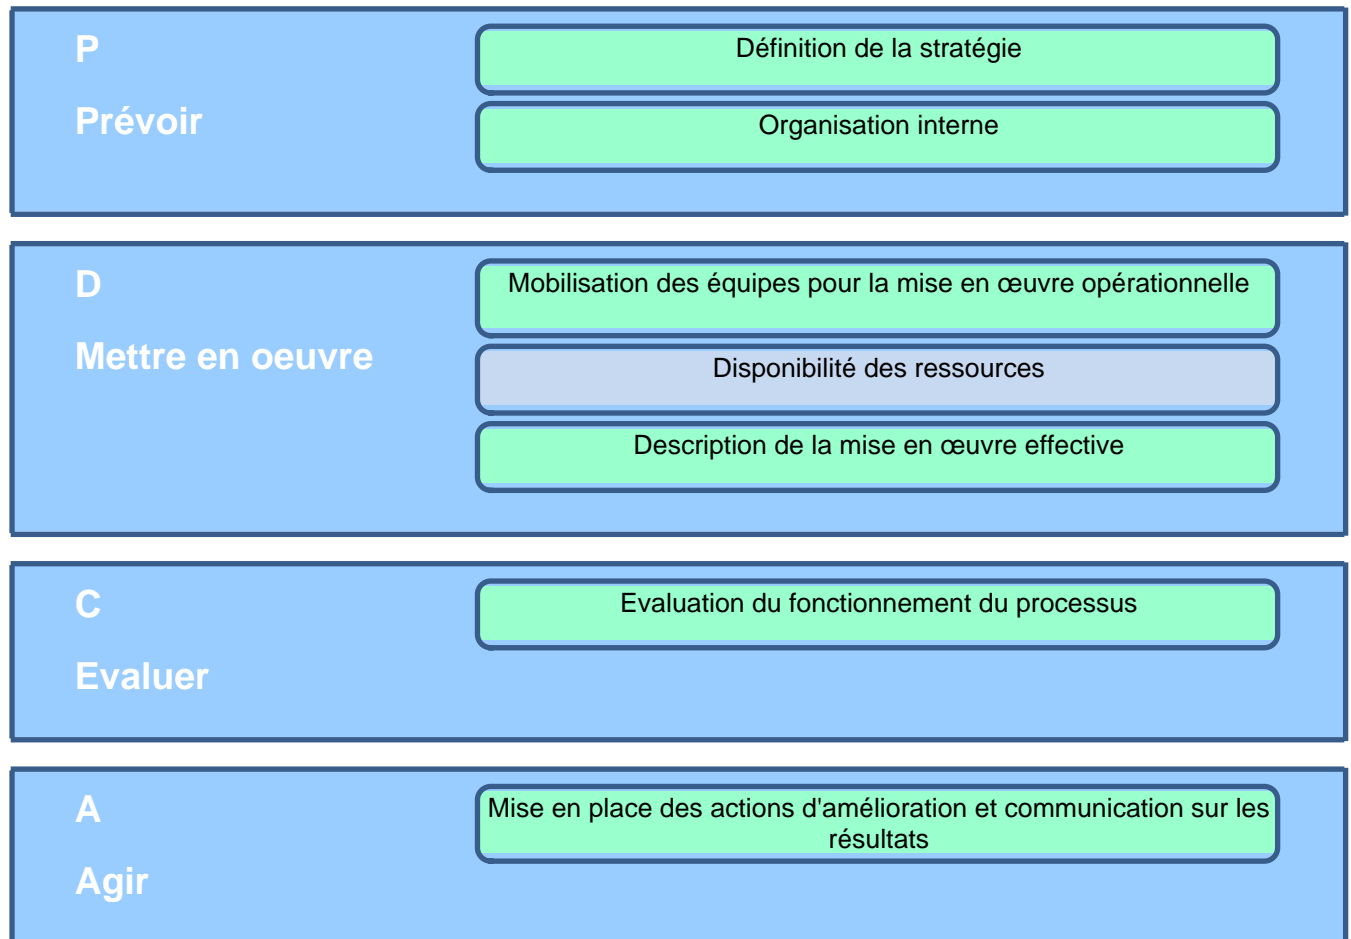 P
Prévoir
Définition de la stratégie
Organisation interne
D
Mettre en oeuvre
Mobilisation des équipes pour la mise en œuvre opérationnelle
Disponibilité des ressources
Description de la mise en œuvre effective
C
Evaluer
Evaluation du fonctionnement du processus
A
Agir
Mise en place des actions d'amélioration et communication sur les
résultats